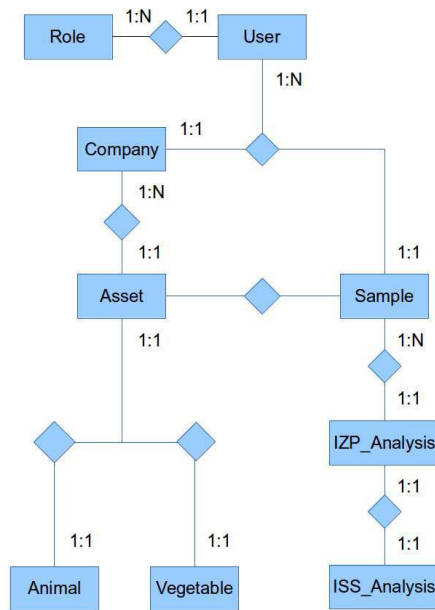 1:N 1:1
Role User
1:N
1:1
Company
1:N
1:1 1:1
Asset Sample
1:1 1:N
1:1
IZP_Analysis
1:1
1:1 1:1 1:1
Animal Vegetable ISS_Analysis